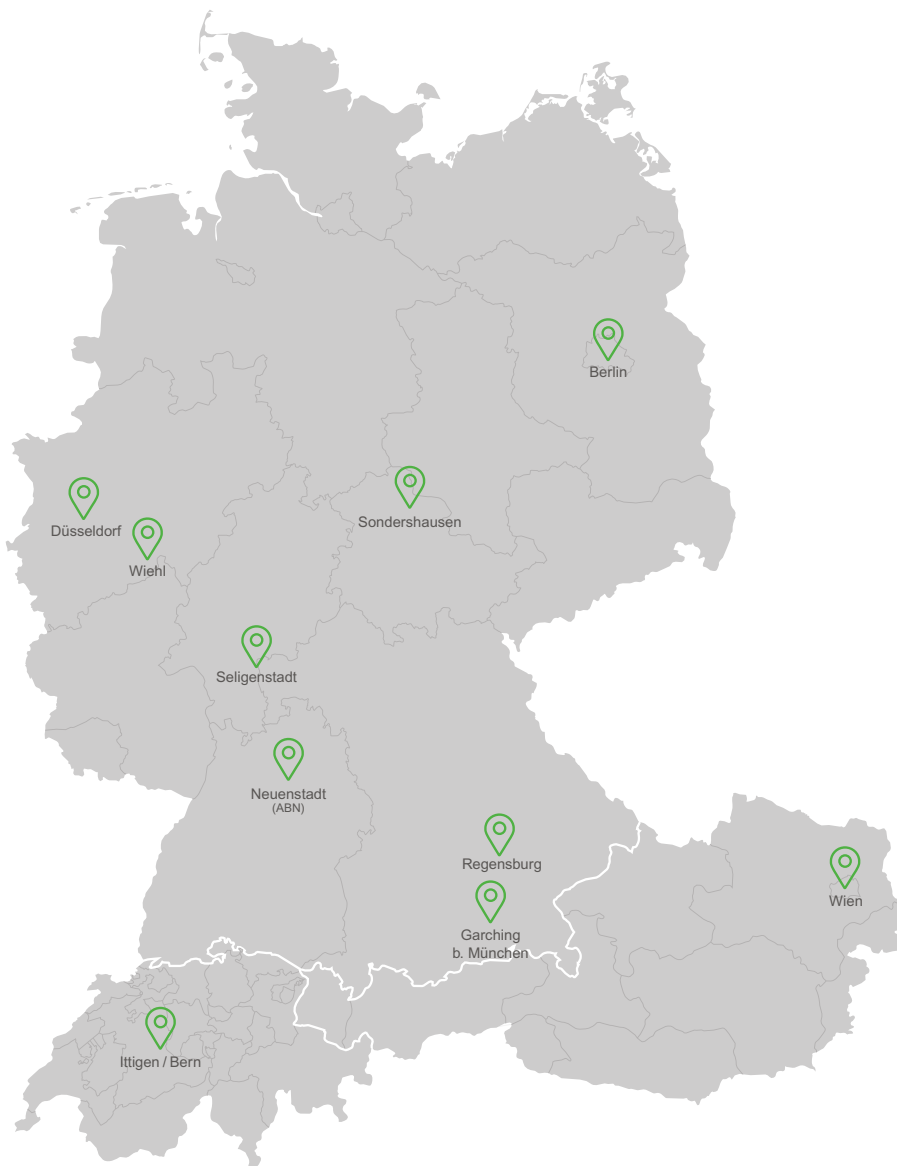 Berlin
Düsseldorf
Sondershausen
Wiehl
Seligenstadt
Neuenstadt
(ABN)
Regensburg
Wien
Garching
b. München
Ittigen / Bern